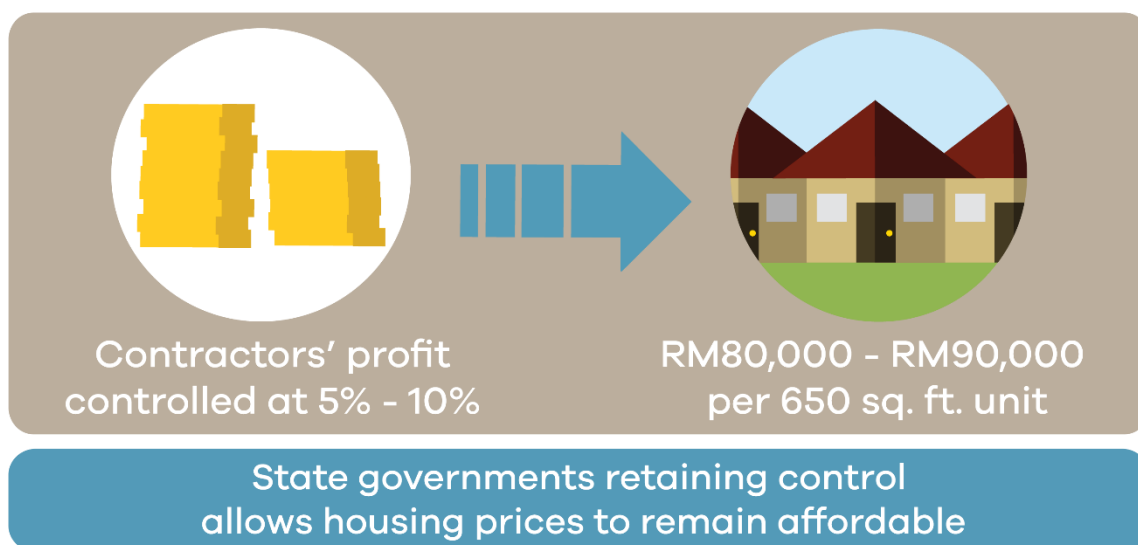 Contractors’ profit
controlled at 5% - 10%
RM80,000 - RM90,000
per 650 sq. ft. unit
State governments retaining control
allows housing prices to remain affordable